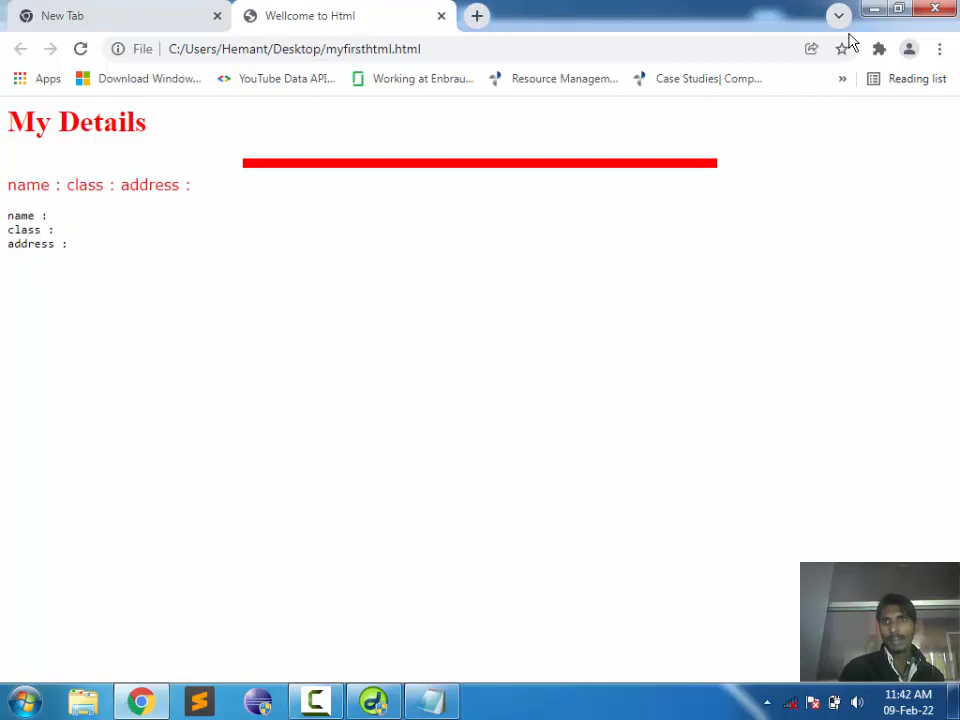 New Tab
Wellcome to Html
File
C:/Users/Hemant/Desktop/myfirsthtml.html
Apps
Download Window...
YouTube Data API...
Working at Enbrau...
Resource Managem...
Case Studies| Comp...
»
Reading list
My Details
name : class : address :
name :
class :
address :
11:42 AM
09-Feb-22